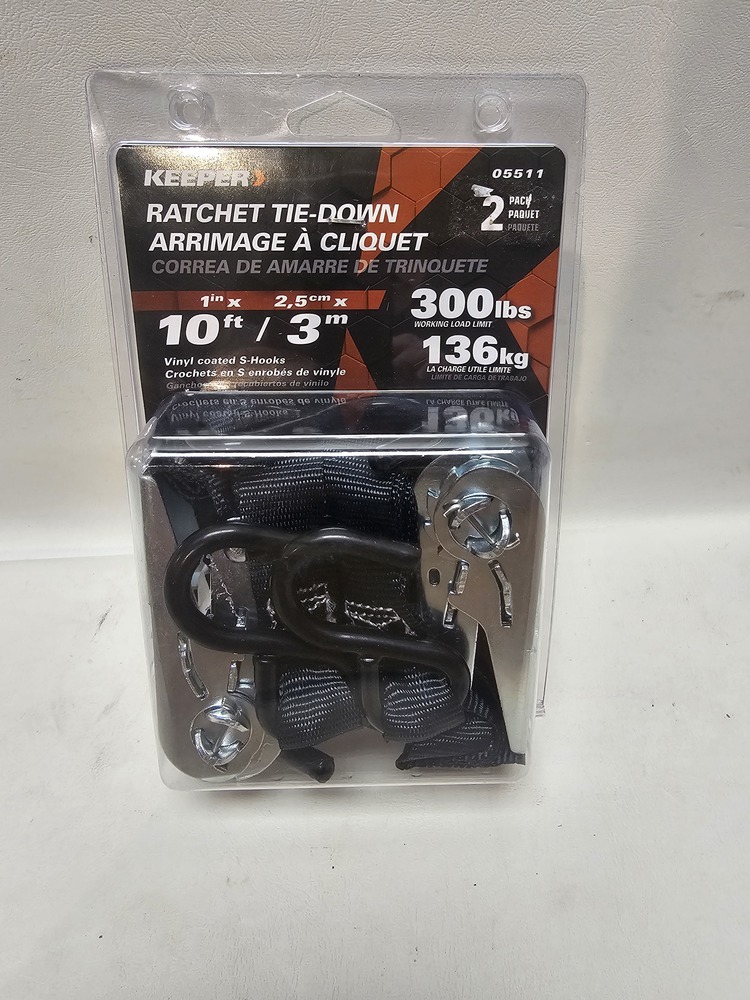 KEEPER
05511
2 PACK
PAQUET
PAQUETE
RATCHET TIE-DOWN
ARRIMAGE À CLIQUET
CORREA DE AMARRE DE TRINQUETE
1in x 2,5cm x
10ft / 3m
300lbs
WORKING LOAD LIMIT
136kg
LA CHARGE UTILE LIMITE
LIMITE DE CARGA DE TRABAJO
Vinyl coated S-Hooks
Crochets en S enrobés de vinyle
recubiertos de vinilo